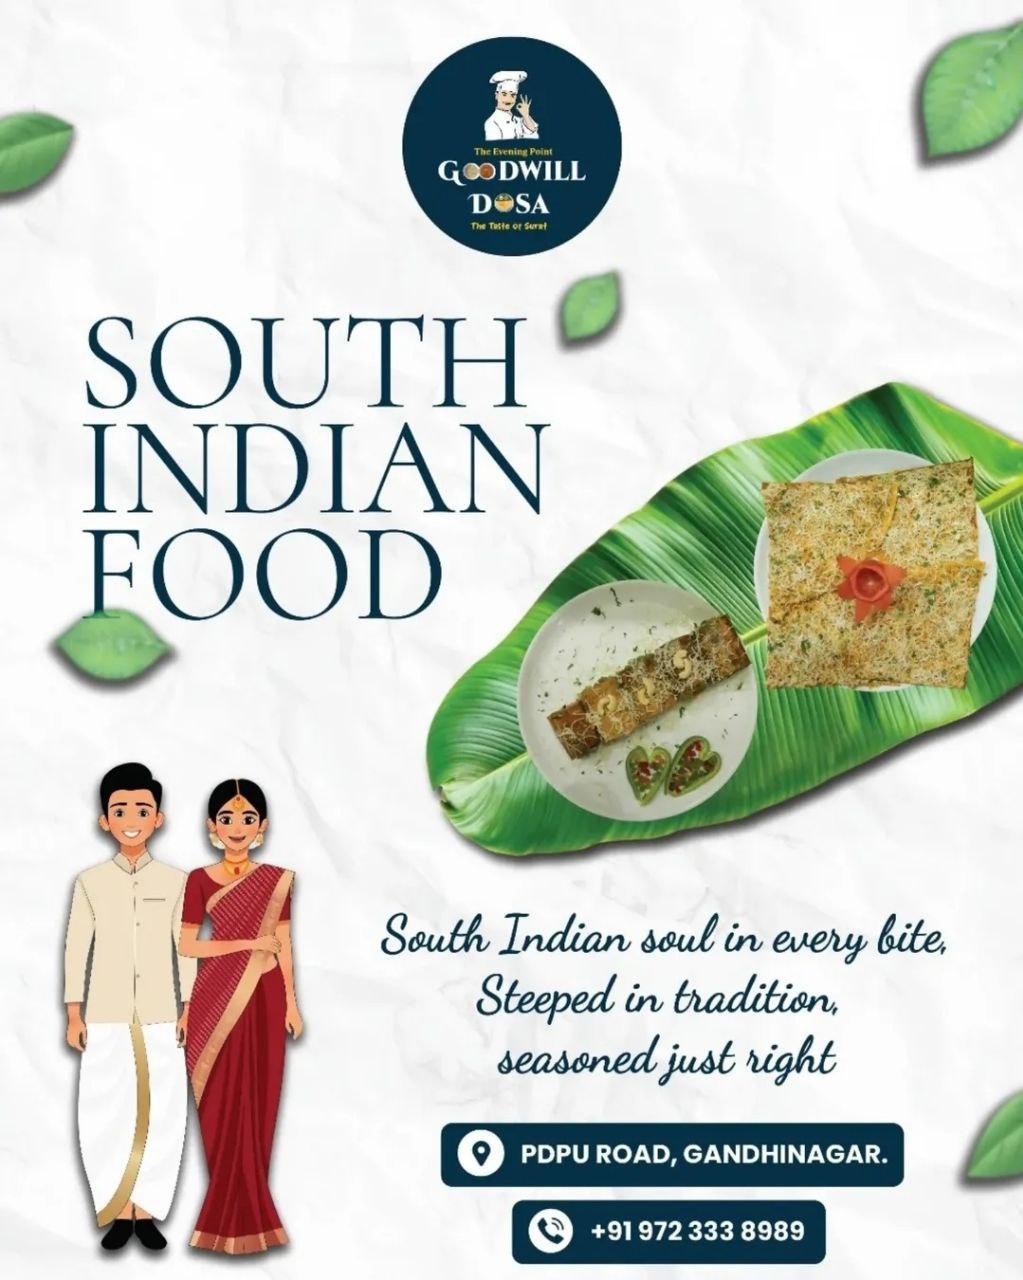 The Evening Point
GOODWILL
DOSA
The Taste of Surat
SOUTH
INDIAN
FOOD
South Indian soul in every bite,
Steeped in tradition,
seasoned just right
PDPU ROAD, GANDHINAGAR.
+91 972 333 8989